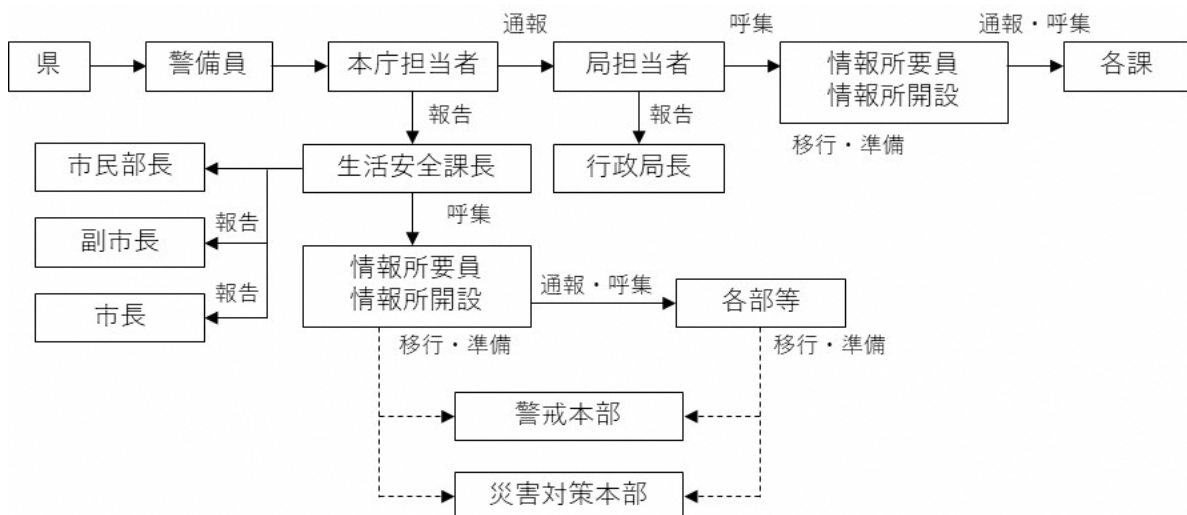 通報
呼集
通報・呼集
県
警備員
本庁担当者
局担当者
情報所要員
情報所開設
各課
報告
報告
移行・準備
市民部長
生活安全課長
行政局長
呼集
報告
副市長
情報所要員
情報所開設
通報・呼集
各部等
報告
市長
移行・準備
移行・準備
警戒本部
災害対策本部